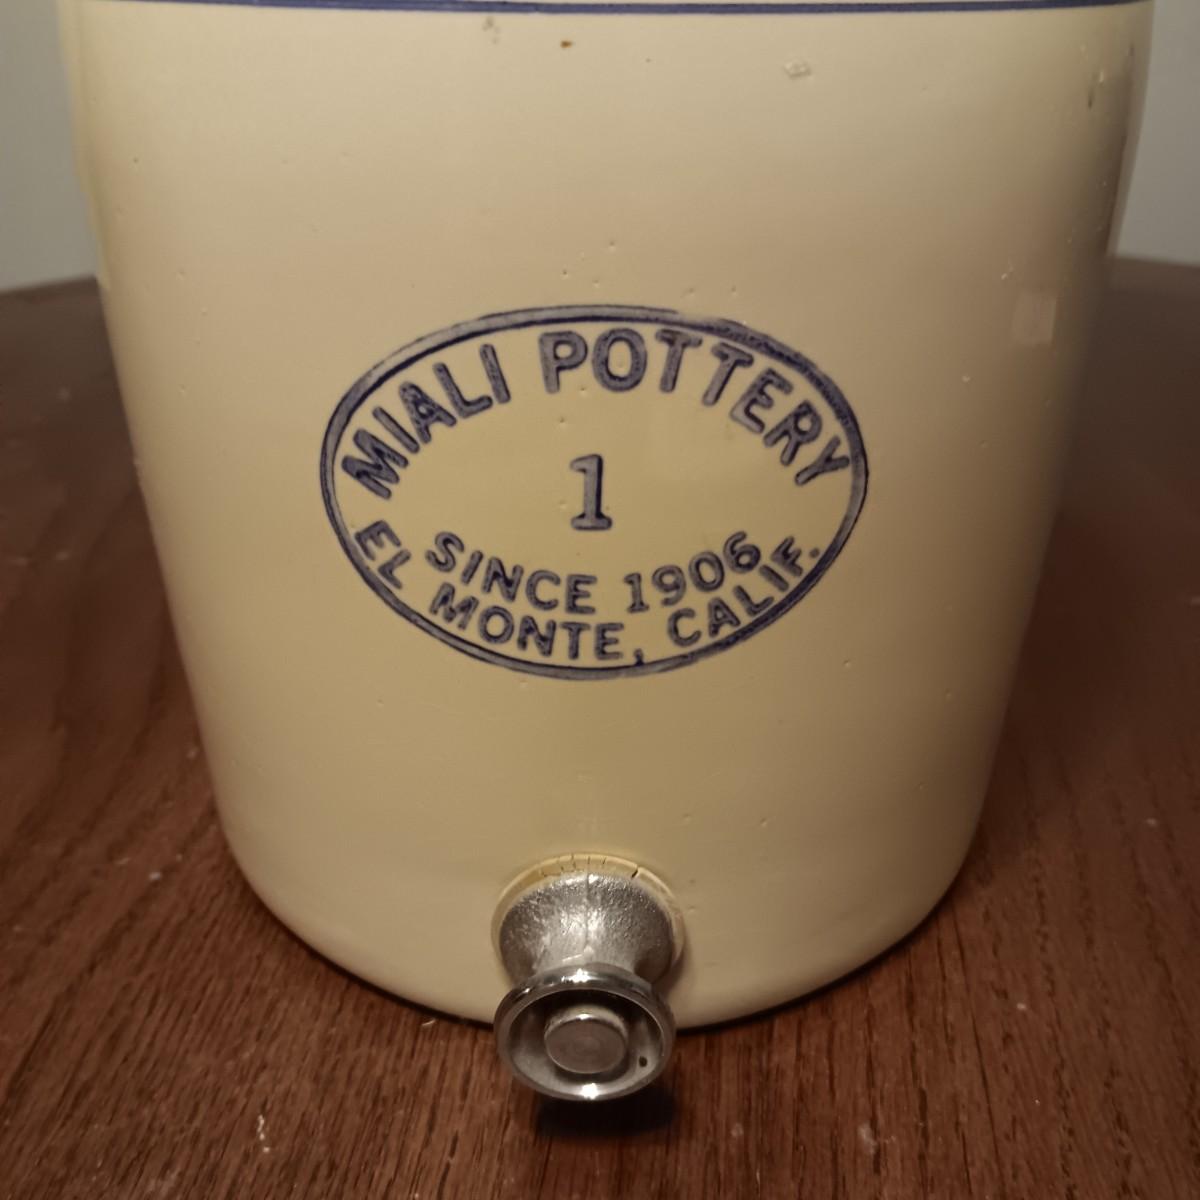 MIALI POTTERY
1
SINCE 1906
EL MONTE, CALIF.